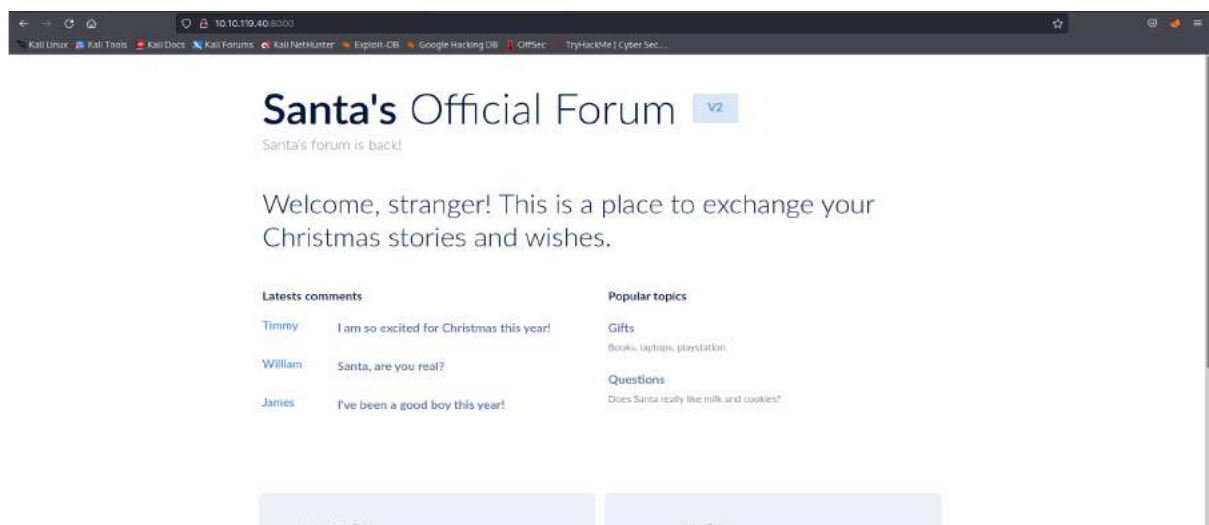 10.10.119.40:8000
Kali Linux Kali Tools Kali Docs Kali Forums Kali NetHunter Exploit-DB Google Hacking DB OffSec TryHackMe | Cyber Sec...
Santa's Official Forum V2
Santa's forum is back!
Welcome, stranger! This is a place to exchange your
Christmas stories and wishes.
Latests comments
Timmy I am so excited for Christmas this year!
William Santa, are you real?
James I've been a good boy this year!
Popular topics
Gifts
Books, laptops, playstation
Questions
Does Santa really like milk and cookies?